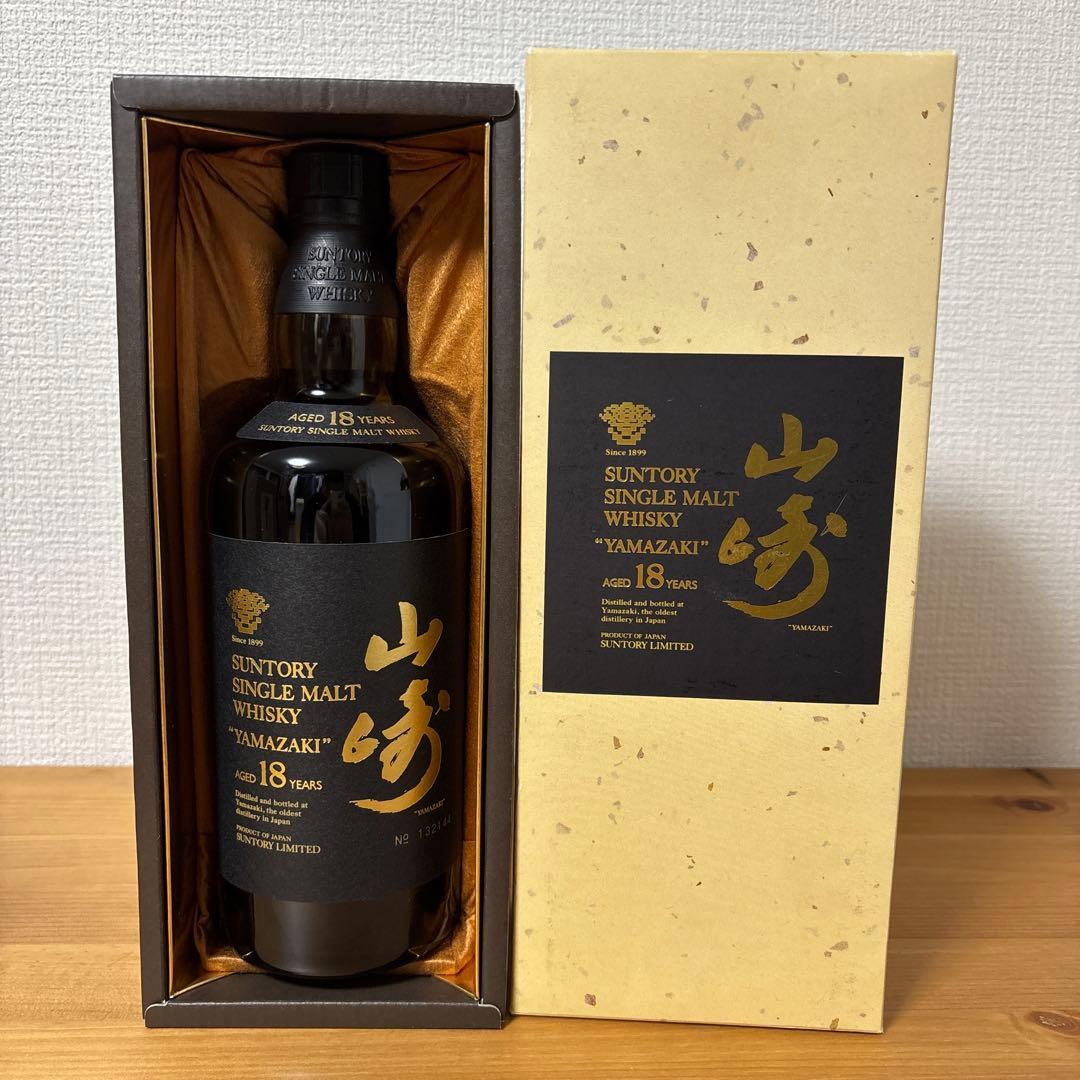 SUNTORY
SINGLE MALT
WHISKY
AGED 18 YEARS
SUNTORY SINGLE MALT WHISKY
Since 1899
SUNTORY
SINGLE MALT
WHISKY
"YAMAZAKI"
AGED 18 YEARS
Distilled and bottled at
Yamazaki, the oldest
distillery in Japan
PRODUCT OF JAPAN
SUNTORY LIMITED
山崎
"YAMAZAKI"
No 132144
Since 1899
SUNTORY
SINGLE MALT
WHISKY
"YAMAZAKI"
AGED 18 YEARS
Distilled and bottled at
Yamazaki, the oldest
distillery in Japan
PRODUCT OF JAPAN
SUNTORY LIMITED
山崎
"YAMAZAKI"